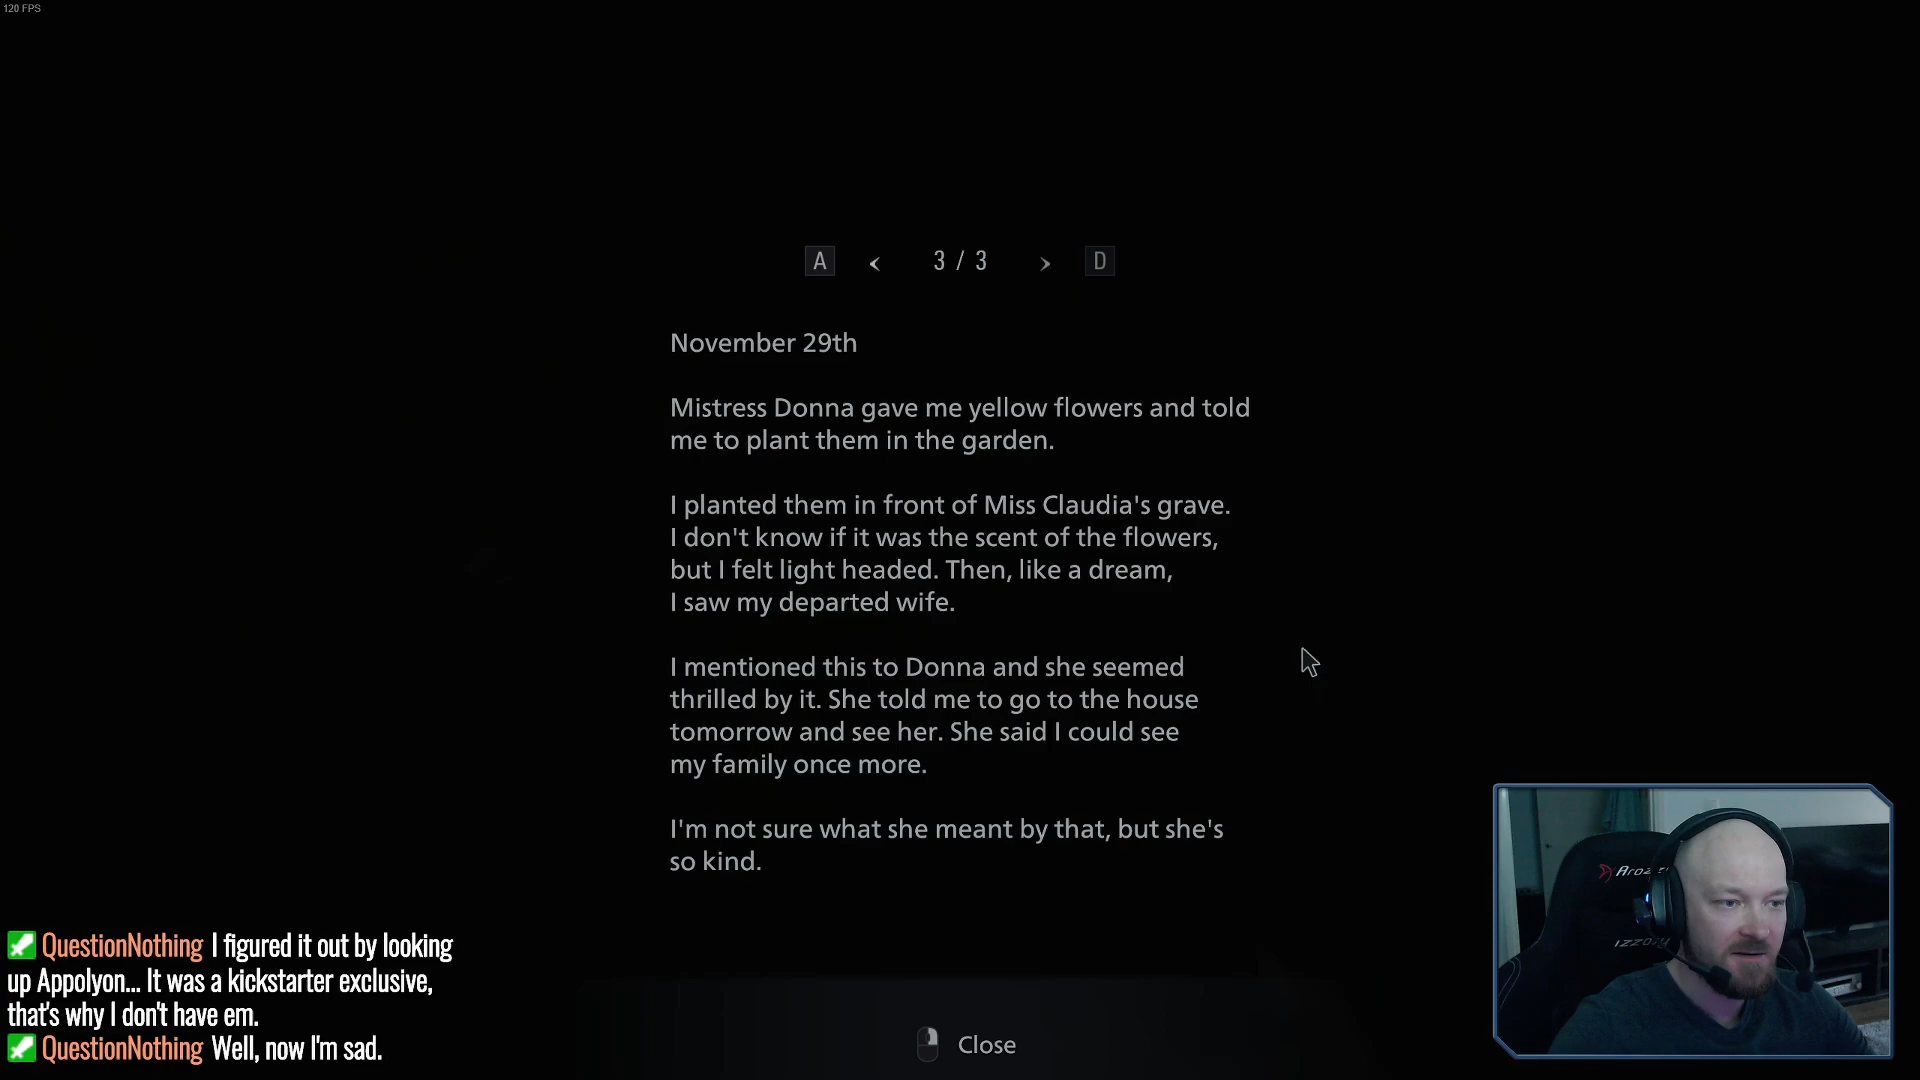 120 FPS
A < 3 / 3 > D
November 29th
Mistress Donna gave me yellow flowers and told
me to plant them in the garden.
I planted them in front of Miss Claudia's grave.
I don't know if it was the scent of the flowers,
but I felt light headed. Then, like a dream,
I saw my departed wife.
I mentioned this to Donna and she seemed
thrilled by it. She told me to go to the house
tomorrow and see her. She said I could see
my family once more.
I'm not sure what she meant by that, but she's
so kind.
QuestionNothing I figured it out by looking
up Appolyon... It was a kickstarter exclusive,
that's why I don't have em.
QuestionNothing Well, now I'm sad.
Close